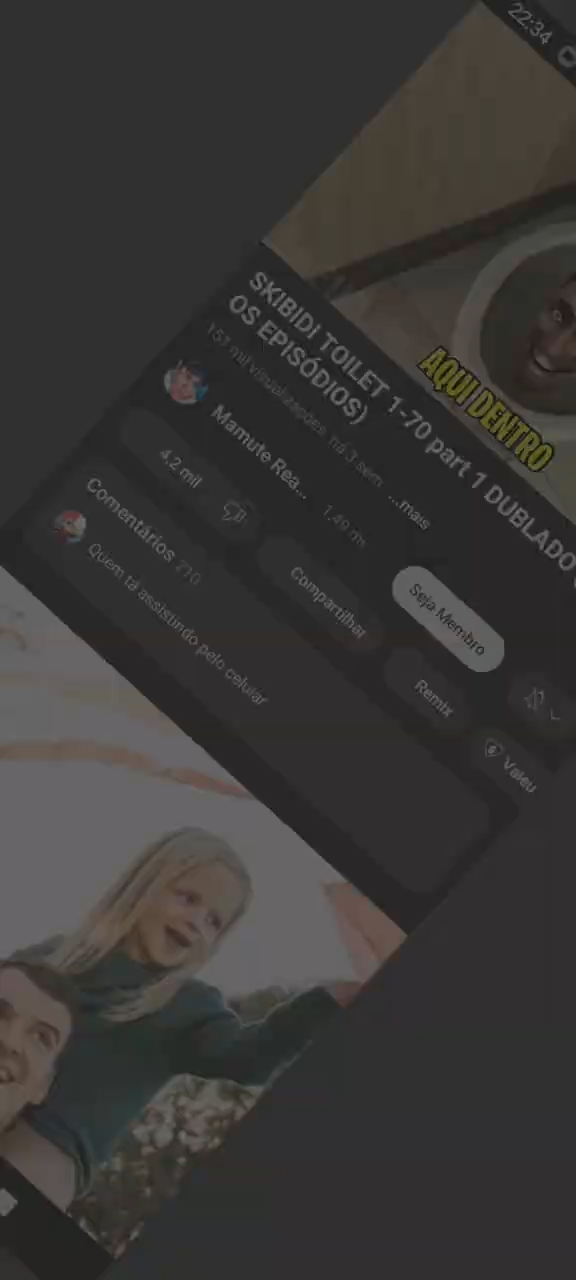 22:34
AQUI DENTRO
SKIBIDI TOILET 1-70 part 1 DUBLADO
OS EPISÓDIOS)
151 mil visualizações há 3 sem ...mais
Mamute Rea... 1,49 mi
Seja Membro
4,2 mil
Compartilhar
Remix
Valeu
Comentários 710
Quem tá assistindo pelo celular